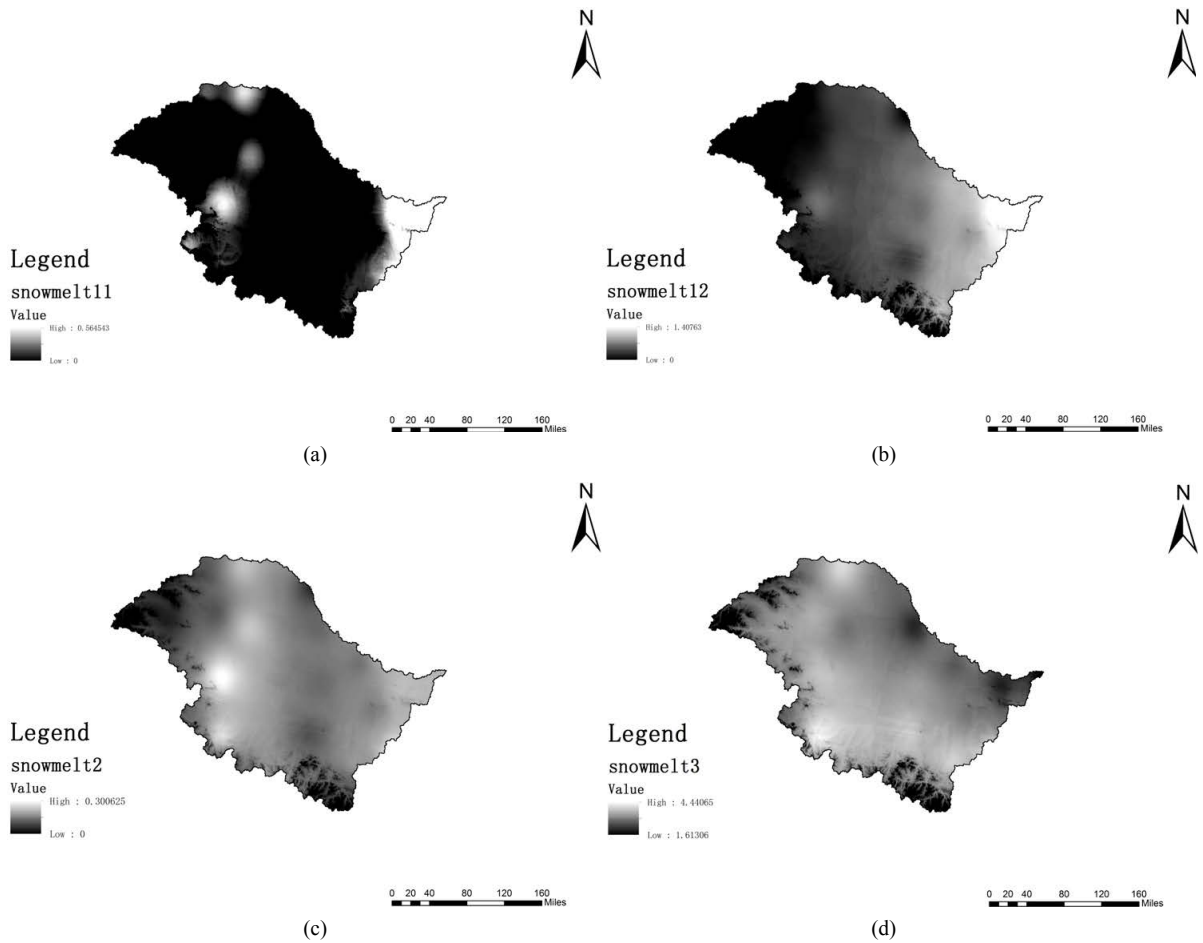 N
Legend
snowmelt11
Value
High : 0.564543
Low : 0
0 20 40 80 120 160
Miles
(a)
N
Legend
snowmelt12
Value
High : 1.40763
Low : 0
0 20 40 80 120 160
Miles
(b)
N
Legend
snowmelt2
Value
High : 0.300625
Low : 0
0 20 40 80 120 160
Miles
(c)
N
Legend
snowmelt3
Value
High : 4.44065
Low : 1.61306
0 20 40 80 120 160
Miles
(d)